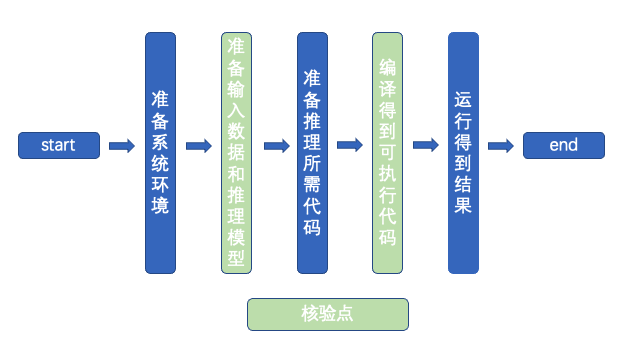 start
准备系统环境
准备输入数据和推理模型
准备推理所需代码
编译得到可执行代码
运行得到结果
end
核验点